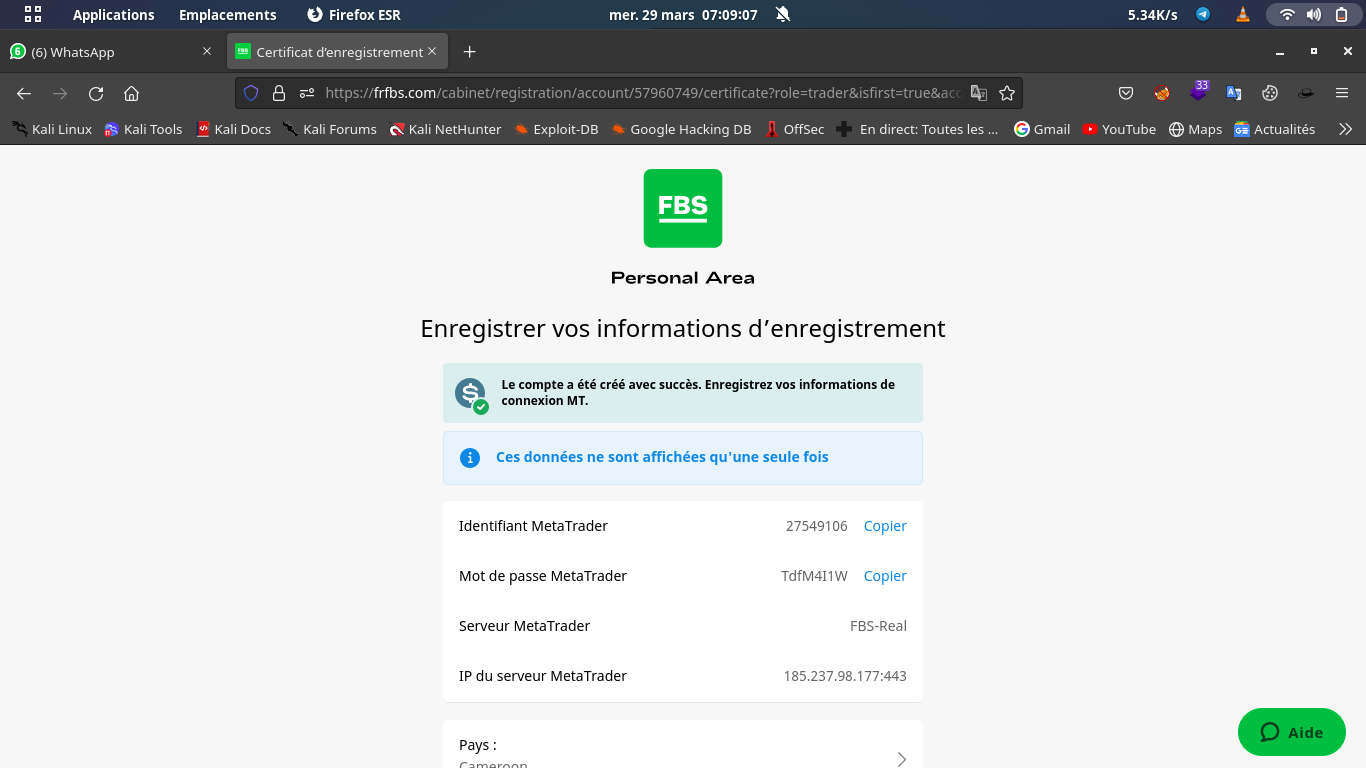 Applications Emplacements Firefox ESR mer. 29 mars 07:09:07 5.34K/s
(6) WhatsApp Certificat d’enregistrement
https://frfbs.com/cabinet/registration/account/57960749/certificate?role=trader&isfirst=true&acc
33
Kali Linux Kali Tools Kali Docs Kali Forums Kali NetHunter Exploit-DB Google Hacking DB OffSec En direct: Toutes les … Gmail YouTube Maps Actualités
FBS
Personal Area
Enregistrer vos informations d’enregistrement
Le compte a été créé avec succès. Enregistrez vos informations de
connexion MT.
Ces données ne sont affichées qu'une seule fois
Identifiant MetaTrader 27549106 Copier
Mot de passe MetaTrader TdfM4I1W Copier
Serveur MetaTrader FBS-Real
IP du serveur MetaTrader 185.237.98.177:443
Pays :
Cameroon
Aide